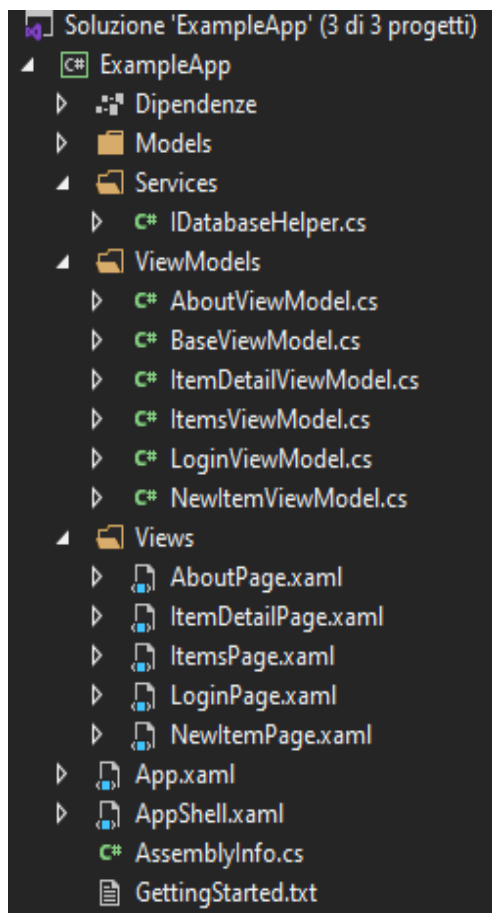 Soluzione 'ExampleApp' (3 di 3 progetti)
C# ExampleApp
Dipendenze
Models
Services
C# IDatabaseHelper.cs
ViewModels
C# AboutViewModel.cs
C# BaseViewModel.cs
C# ItemDetailViewModel.cs
C# ItemsViewModel.cs
C# LoginViewModel.cs
C# NewItemViewModel.cs
Views
AboutPage.xaml
ItemDetailPage.xaml
ItemsPage.xaml
LoginPage.xaml
NewItemPage.xaml
App.xaml
AppShell.xaml
C# AssemblyInfo.cs
GettingStarted.txt